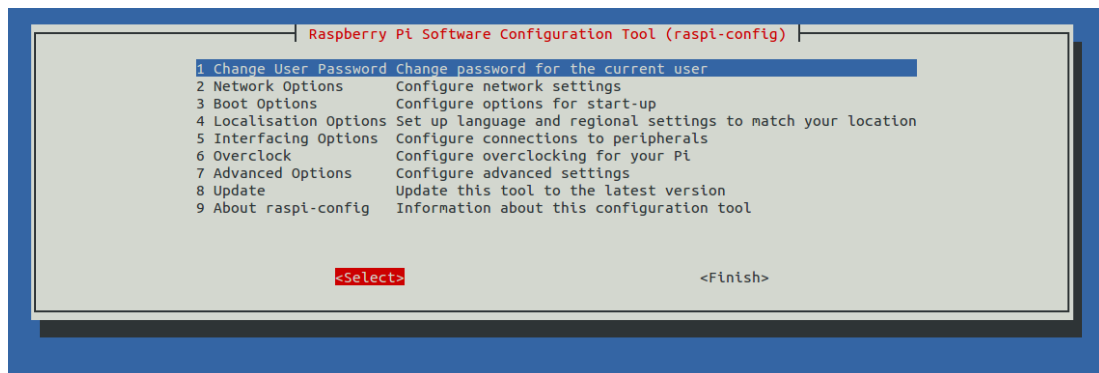 Raspberry Pi Software Configuration Tool (raspi-config)
1 Change User Password Change password for the current user
2 Network Options Configure network settings
3 Boot Options Configure options for start-up
4 Localisation Options Set up language and regional settings to match your location
5 Interfacing Options Configure connections to peripherals
6 Overclock Configure overclocking for your Pi
7 Advanced Options Configure advanced settings
8 Update Update this tool to the latest version
9 About raspi-config Information about this configuration tool
<Select> <Finish>